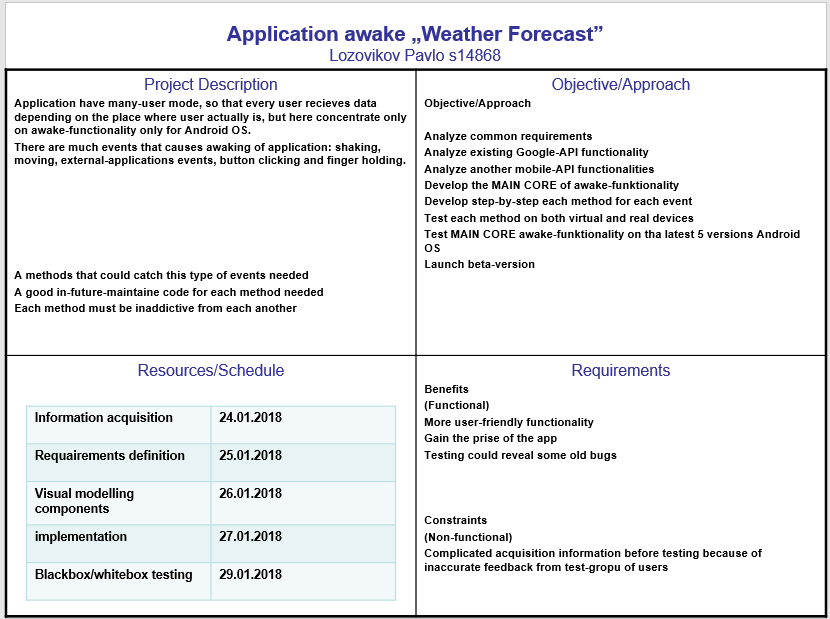 Application awake „Weather Forecast”
Lozovikov Pavlo s14868
Project Description
Application have many-user mode, so that every user recieves data
depending on the place where user actually is, but here concentrate only
on awake-functionality only for Android OS.
There are much events that causes awaking of application: shaking,
moving, external-applications events, button clicking and finger holding.
A methods that could catch this type of events needed
A good in-future-maintaine code for each method needed
Each method must be inaddictive from each another
Objective/Approach
Objective/Approach
Analyze common requirements
Analyze existing Google-API functionality
Analyze another mobile-API functionalities
Develop the MAIN CORE of awake-funktionality
Develop step-by-step each method for each event
Test each method on both virtual and real devices
Test MAIN CORE awake-funktionality on tha latest 5 versions Android
OS
Launch beta-version
Resources/Schedule
Information acquisition 24.01.2018
Requairements definition 25.01.2018
Visual modelling 26.01.2018
components
implementation 27.01.2018
Blackbox/whitebox testing 29.01.2018
Requirements
Benefits
(Functional)
More user-friendly functionality
Gain the prise of the app
Testing could reveal some old bugs
Constraints
(Non-functional)
Complicated acquisition information before testing because of
inaccurate feedback from test-gropu of users